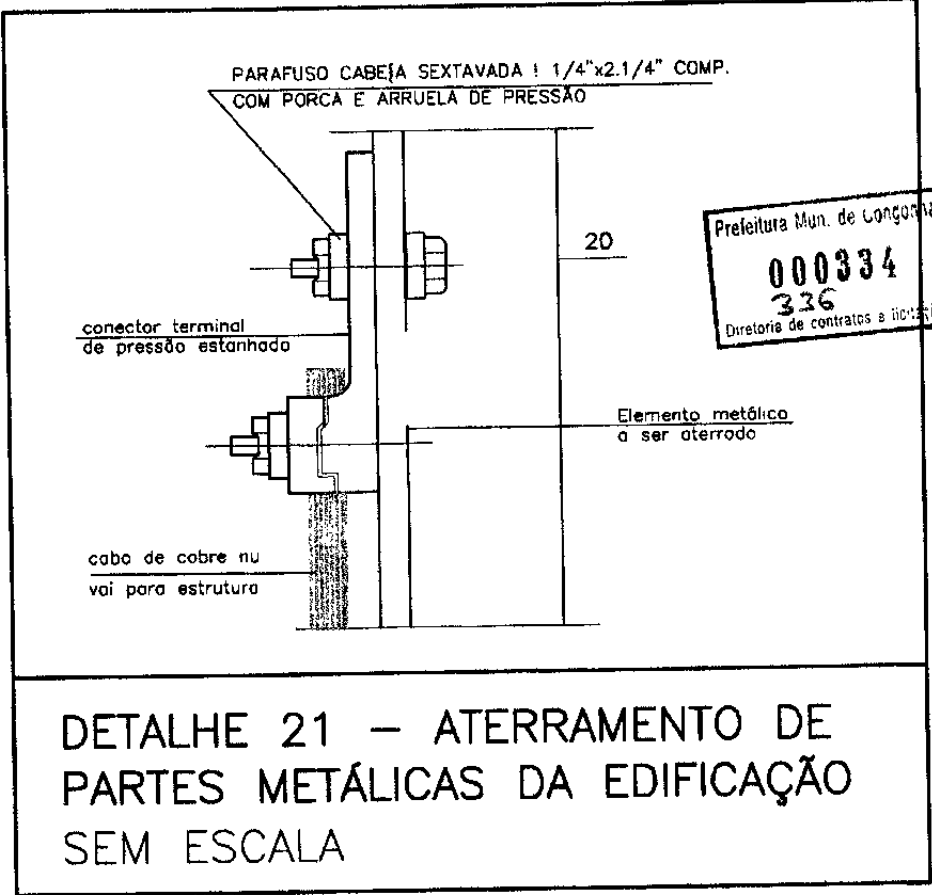 PARAFUSO CABEJA SEXTAVADA ! 1/4"x2.1/4" COMP.
COM PORCA E ARRUELA DE PRESSÃO
20
Prefeitura Mun. de
000334
336
Diretoria de contratos e
conector terminal
de pressão estanhado
Elemento metálico
a ser aterrado
cabo de cobre nu
vai para estrutura
DETALHE 21 – ATERRAMENTO DE
PARTES METÁLICAS DA EDIFICAÇÃO
SEM ESCALA